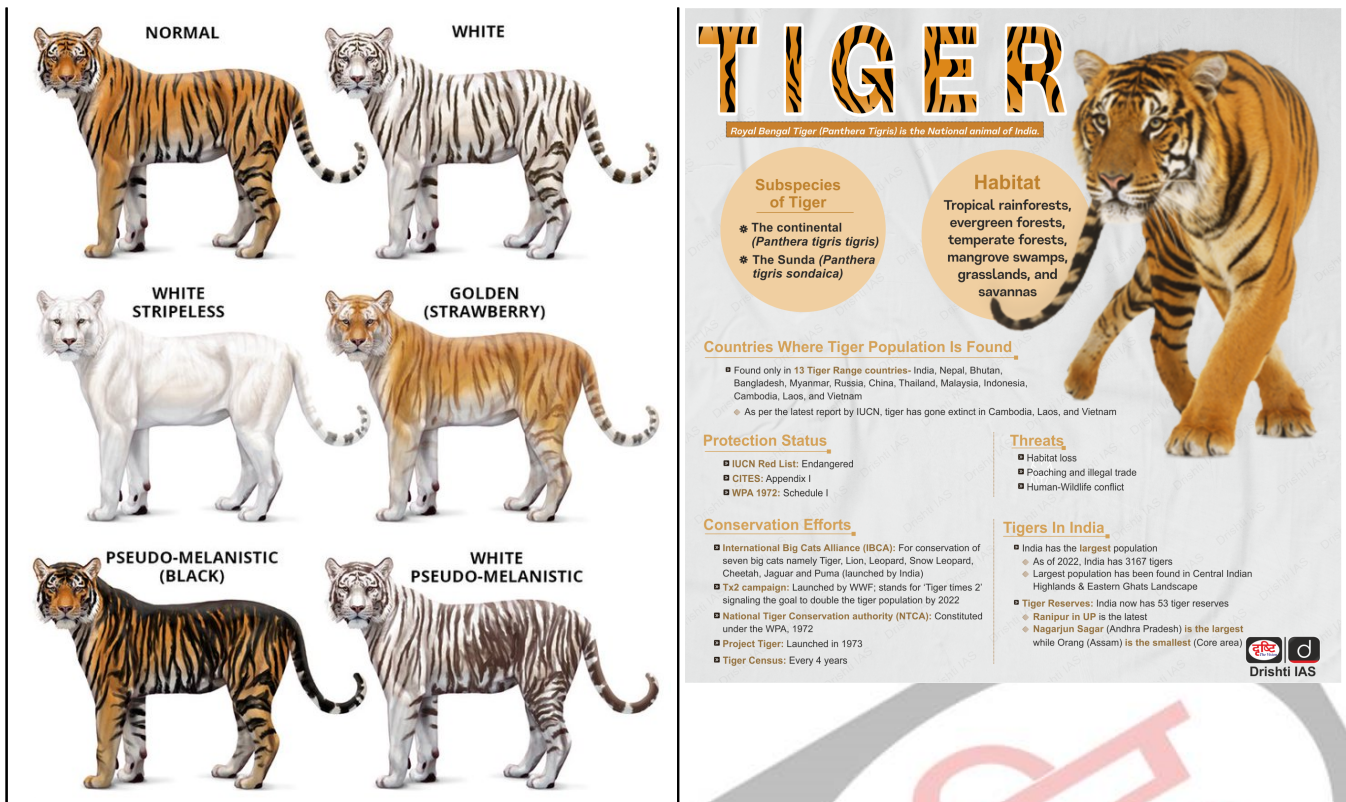 NORMAL
WHITE
WHITE
STRIPELESS
GOLDEN
(STRAWBERRY)
PSEUDO-MELANISTIC
(BLACK)
WHITE
PSEUDO-MELANISTIC
TIGER
Royal Bengal Tiger (Panthera Tigris) is the National animal of India.
Subspecies
of Tiger
The continental
(Panthera tigris tigris)
The Sunda (Panthera
tigris sondaica)
Habitat
Tropical rainforests,
evergreen forests,
temperate forests,
mangrove swamps,
grasslands, and
savannas
Countries Where Tiger Population Is Found
Found only in 13 Tiger Range countries- India, Nepal, Bhutan,
Bangladesh, Myanmar, Russia, China, Thailand, Malaysia, Indonesia,
Cambodia, Laos, and Vietnam
As per the latest report by IUCN, tiger has gone extinct in Cambodia, Laos, and Vietnam
Protection Status
IUCN Red List: Endangered
CITES: Appendix I
WPA 1972: Schedule I
Threats
Habitat loss
Poaching and illegal trade
Human-Wildlife conflict
Conservation Efforts
International Big Cats Alliance (IBCA): For conservation of
seven big cats namely Tiger, Lion, Leopard, Snow Leopard,
Cheetah, Jaguar and Puma (launched by India)
Tx2 campaign: Launched by WWF; stands for 'Tiger times 2'
signaling the goal to double the tiger population by 2022
National Tiger Conservation authority (NTCA): Constituted
under the WPA, 1972
Project Tiger: Launched in 1973
Tiger Census: Every 4 years
Tigers In India
India has the largest population
As of 2022, India has 3167 tigers
Largest population has been found in Central Indian
Highlands & Eastern Ghats Landscape
Tiger Reserves: India now has 53 tiger reserves
Ranipur in UP is the latest
Nagarjun Sagar (Andhra Pradesh) is the largest
while Orang (Assam) is the smallest (Core area)
दृष्टि
The Vision
d
Drishti IAS